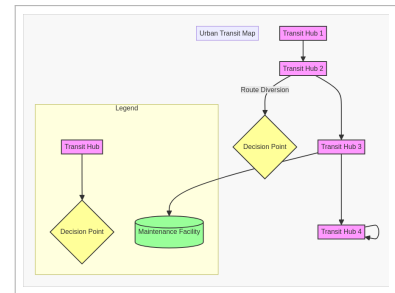 Urban Transit Map
Transit Hub 1
Transit Hub 2
Route Diversion
Legend
Transit Hub
Decision Point
Transit Hub 3
Decision Point
Maintenance Facility
Transit Hub 4